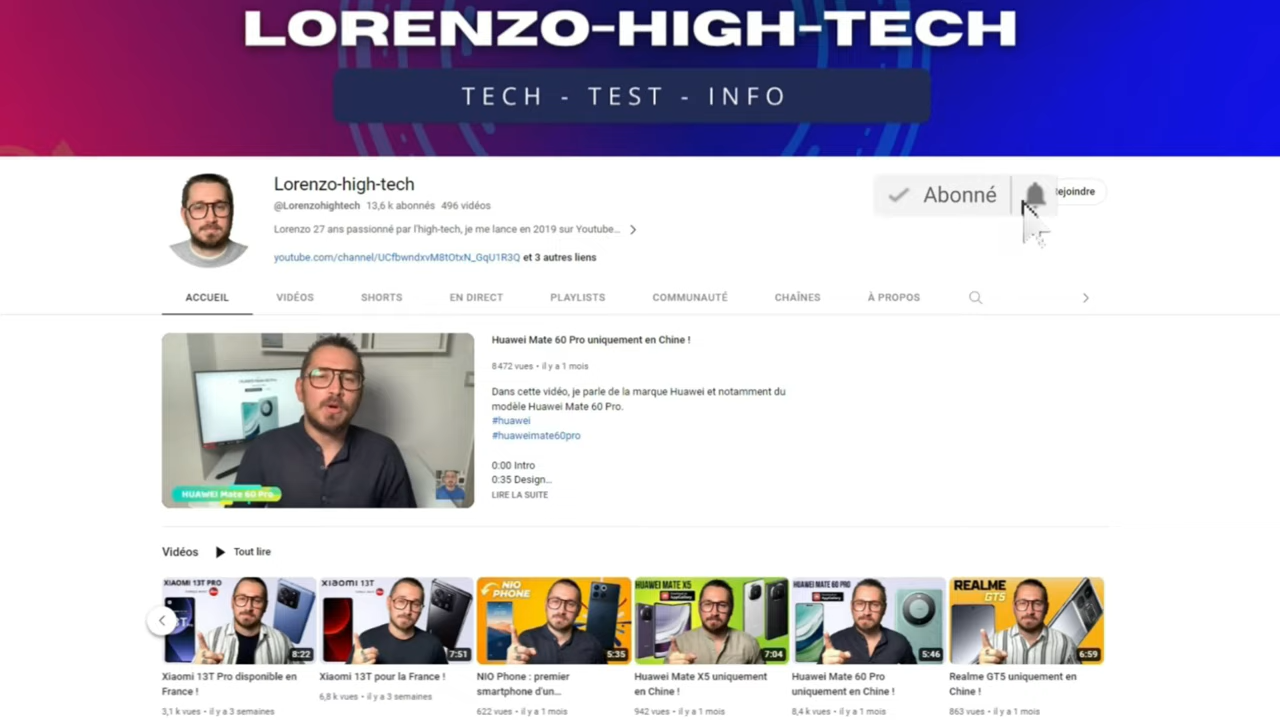 LORENZO-HIGH-TECH
TECH - TEST - INFO
Lorenzo-high-tech
@Lorenzohightech 13,6 k abonnés 496 vidéos
Abonné
ejoindre
Lorenzo 27 ans passionné par l'high-tech, je me lance en 2019 sur Youtube...
youtube.com/channel/UCfbwndxvM8tOtxN_GqU1R3Q et 3 autres liens
ACCUEIL VIDÉOS SHORTS EN DIRECT PLAYLISTS COMMUNAUTÉ CHAÎNES À PROPOS
Huawei Mate 60 Pro uniquement en Chine !
8 472 vues • il y a 1 mois
Dans cette vidéo, je parle de la marque Huawei et notamment du
modèle Huawei Mate 60 Pro.
#huawei
#huaweimate60pro
0:00 Intro
0:35 Design...
LIRE LA SUITE
HUAWEI Mate 60 Pro
Vidéos Tout lire
XIAOMI 13T PRO
8:22
XIAOMI 13T
7:51
NIO
PHONE
5:35
HUAWEI MATE X5
7:04
HUAWEI MATE 60 PRO
5:46
REALME
GT5
6:59
Xiaomi 13T Pro disponible en
France !
3,1 k vues • il y a 3 semaines
Xiaomi 13T pour la France !
6,8 k vues • il y a 3 semaines
NIO Phone : premier
smartphone d'un...
622 vues • il y a 1 mois
Huawei Mate X5 uniquement
en Chine !
942 vues • il y a 1 mois
Huawei Mate 60 Pro
uniquement en Chine !
8,4 k vues • il y a 1 mois
Realme GT5 uniquement en
Chine !
863 vues • il y a 1 mois